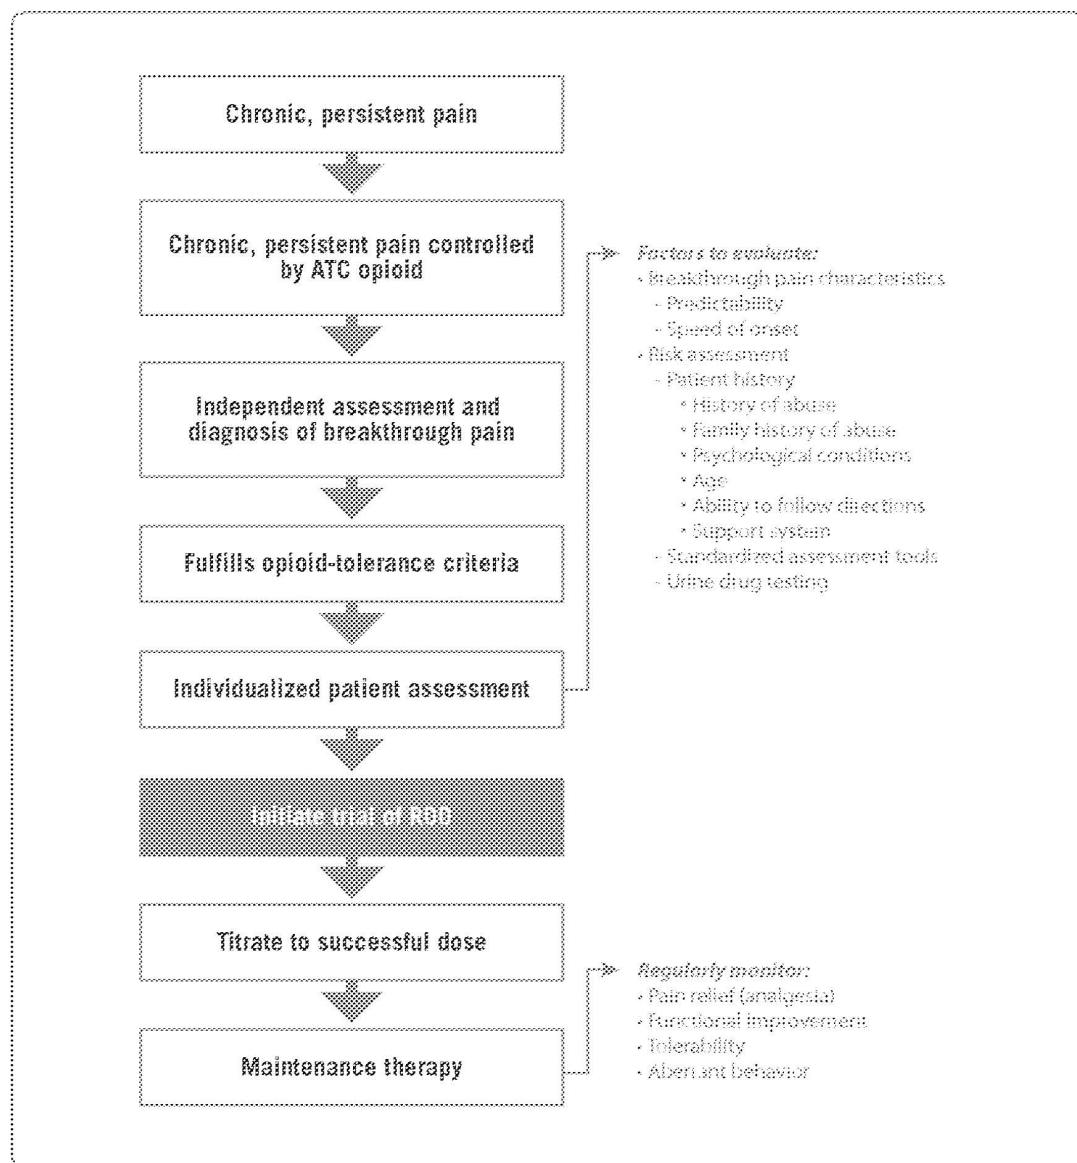 Chronic, persistent pain
Chronic, persistent pain controlled
by ATC opioid
Independent assessment and
diagnosis of breakthrough pain
Fulfills opioid-tolerance criteria
Individualized patient assessment
Initiate trial of ROO
Titrate to successful dose
Maintenance therapy
Factors to evaluate:
- Breakthrough pain characteristics
- Predictability
- Speed of onset
- Risk assessment
- Patient history
• History of abuse
• Family history of abuse
• Psychological conditions
• Age
• Ability to follow directions
• Support system
- Standardized assessment tools
- Urine drug testing
Regularly monitor:
- Pain relief (analgesia)
- Functional improvement
- Tolerability
- Aberrant behavior